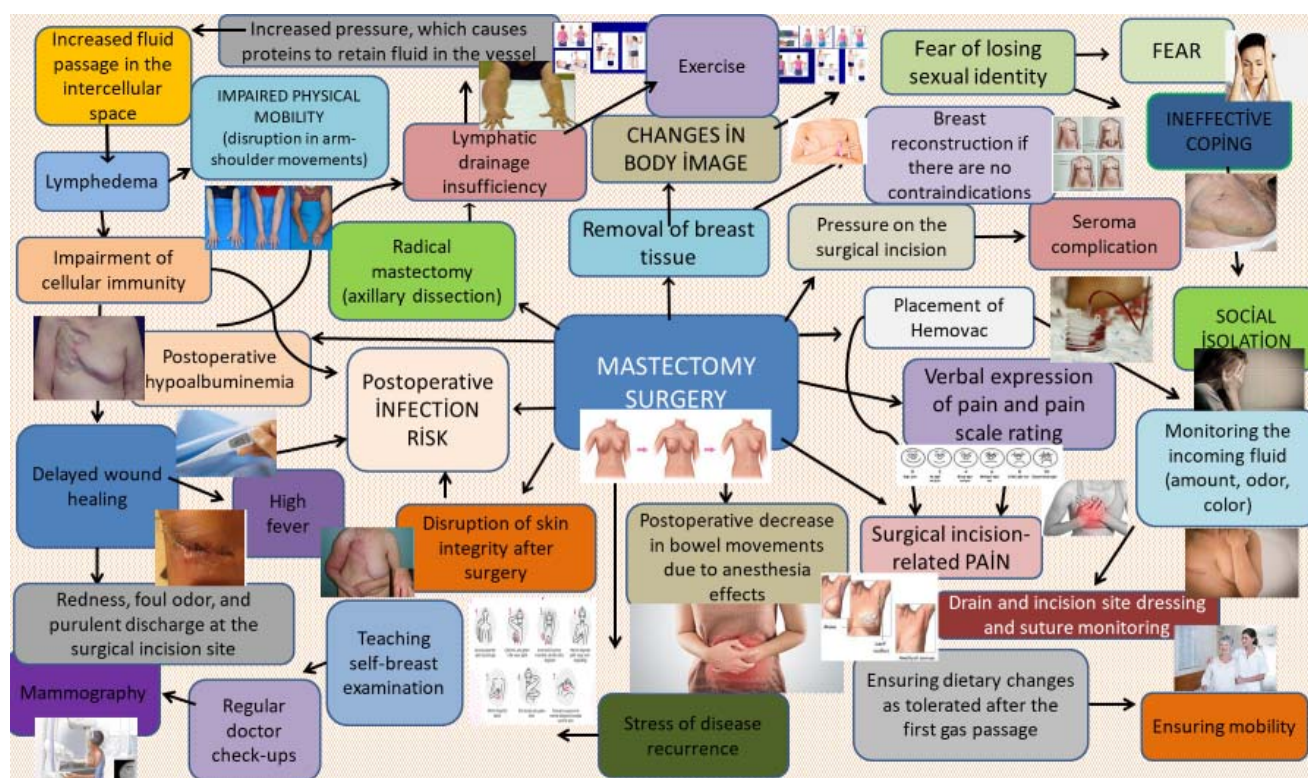 Increased fluid
passage in the
intercellular
space
Increased pressure, which causes
proteins to retain fluid in the vessel
Exercise
Fear of losing
sexual identity
FEAR
IMPAIRED PHYSICAL
MOBILITY
(disruption in arm-
shoulder movements)
Lymphatic
drainage
insufficiency
CHANGES IN
BODY İMAGE
Breast
reconstruction if
there are no
contraindications
INEFFECTİVE
COPİNG
Lymphedema
Impairment of
cellular immunity
Radical
mastectomy
(axillary dissection)
Removal of breast
tissue
Pressure on the
surgical incision
Seroma
complication
Postoperative
hypoalbuminemia
Postoperative
İNFECTİON
RİSK
MASTECTOMY
SURGERY
Placement of
Hemovac
SOCİAL
İSOLATİON
Verbal expression
of pain and pain
scale rating
Monitoring the
incoming fluid
(amount, odor,
color)
Delayed wound
healing
High
fever
Disruption of skin
integrity after
surgery
Postoperative decrease
in bowel movements
due to anesthesia
effects
Surgical incision-
related PAİN
Drain and incision site dressing
and suture monitoring
Redness, foul odor, and
purulent discharge at the
surgical incision site
Teaching
self-breast
examination
Mammography
Regular
doctor
check-ups
Stress of disease
recurrence
Ensuring dietary changes
as tolerated after the
first gas passage
Ensuring mobility